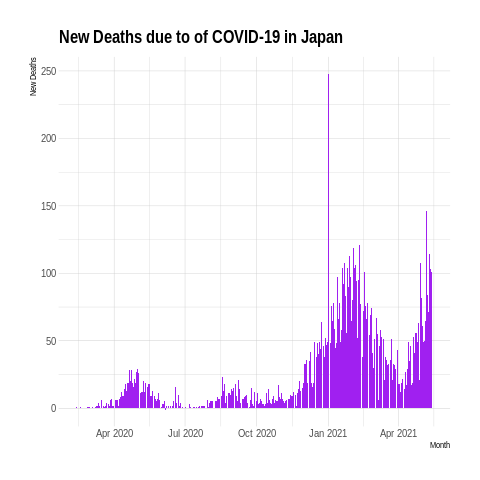 New Deaths due to of COVID-19 in Japan
New Deaths
250
200
150
100
50
0
Apr 2020 Jul 2020 Oct 2020 Jan 2021 Apr 2021
Month